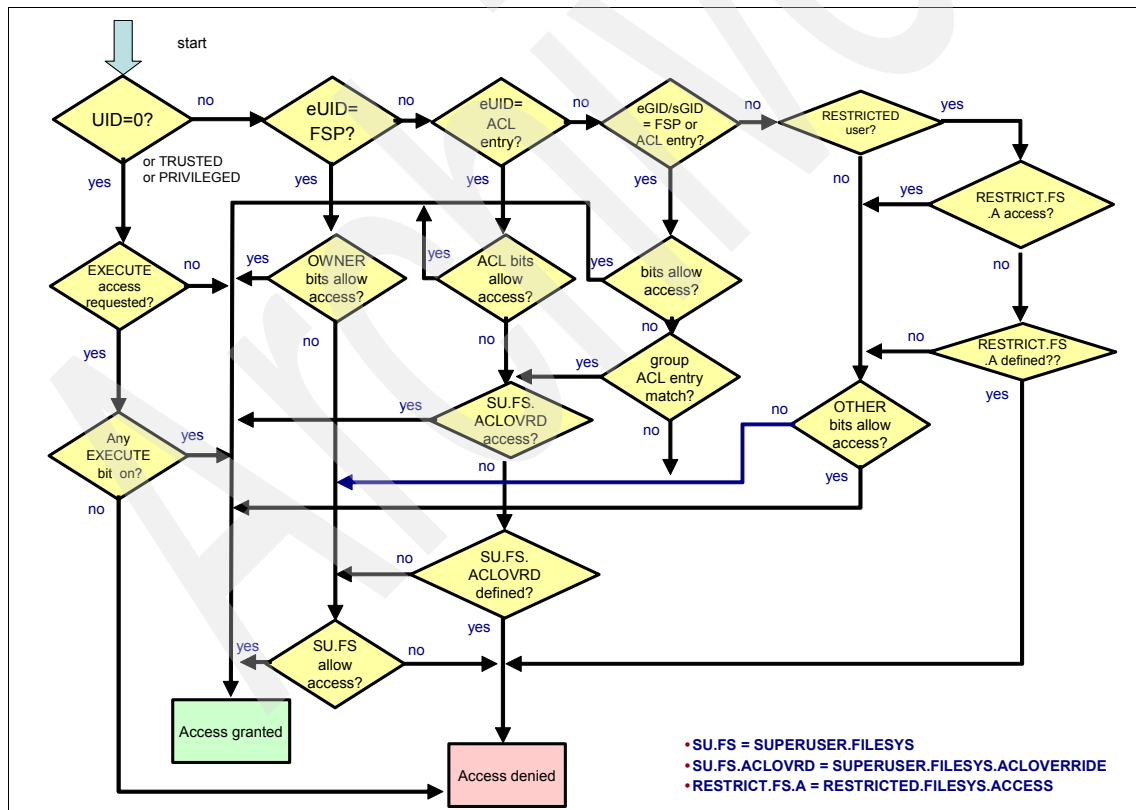 start
UID=0?
no
eUID=
FSP?
no
eUID=
ACL
entry?
no
eGID/sGID
= FSP or
ACL entry?
no
RESTRICTED
user?
yes
or TRUSTED
or PRIVILEGED
yes
yes
yes
yes
no
yes
RESTRICT.FS
.A access?
EXECUTE
access
requested?
no
yes
OWNER
bits allow
access?
yes
ACL bits
allow
access?
yes
bits allow
access?
no
yes
no
no
no
group
ACL entry
match?
yes
no
RESTRICT.FS
.A defined??
yes
Any
EXECUTE
bit on?
yes
no
yes
SU.FS.
ACLOVRD
access?
no
no
no
OTHER
bits allow
access?
yes
no
SU.FS.
ACLOVRD
defined?
yes
yes
SU.FS
allow
access?
no
Access granted
Access denied
•SU.FS = SUPERUSER.FILESYS
•SU.FS.ACLOVRD = SUPERUSER.FILESYS.ACLOVERRIDE
•RESTRICT.FS.A = RESTRICTED.FILESYS.ACCESS